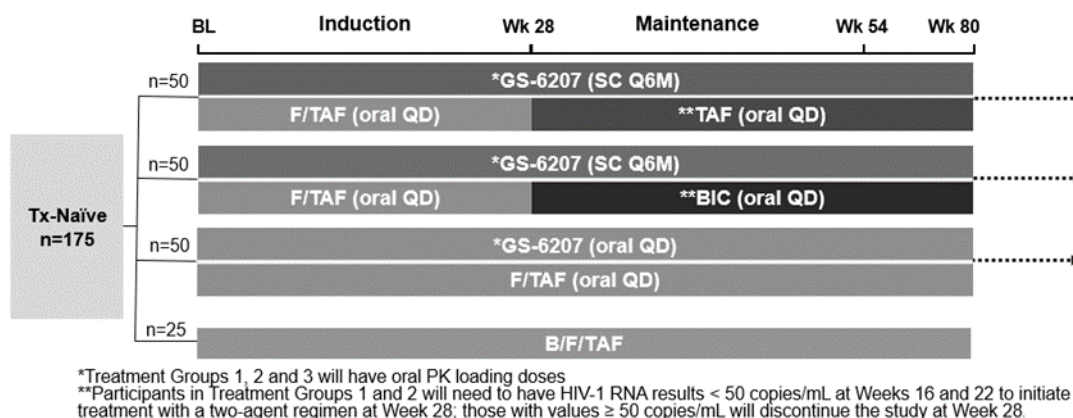 BL Induction Wk 28 Maintenance Wk 54 Wk 80
n=50 *GS-6207 (SC Q6M)
F/TAF (oral QD) **TAF (oral QD)
n=50 *GS-6207 (SC Q6M)
F/TAF (oral QD) **BIC (oral QD)
Tx-Naïve
n=175
n=50 *GS-6207 (oral QD)
F/TAF (oral QD)
n=25 B/F/TAF
*Treatment Groups 1, 2 and 3 will have oral PK loading doses
**Participants in Treatment Groups 1 and 2 will need to have HIV-1 RNA results < 50 copies/mL at Weeks 16 and 22 to initiate
treatment with a two-agent regimen at Week 28; those with values ≥ 50 copies/mL will discontinue the study at Week 28.